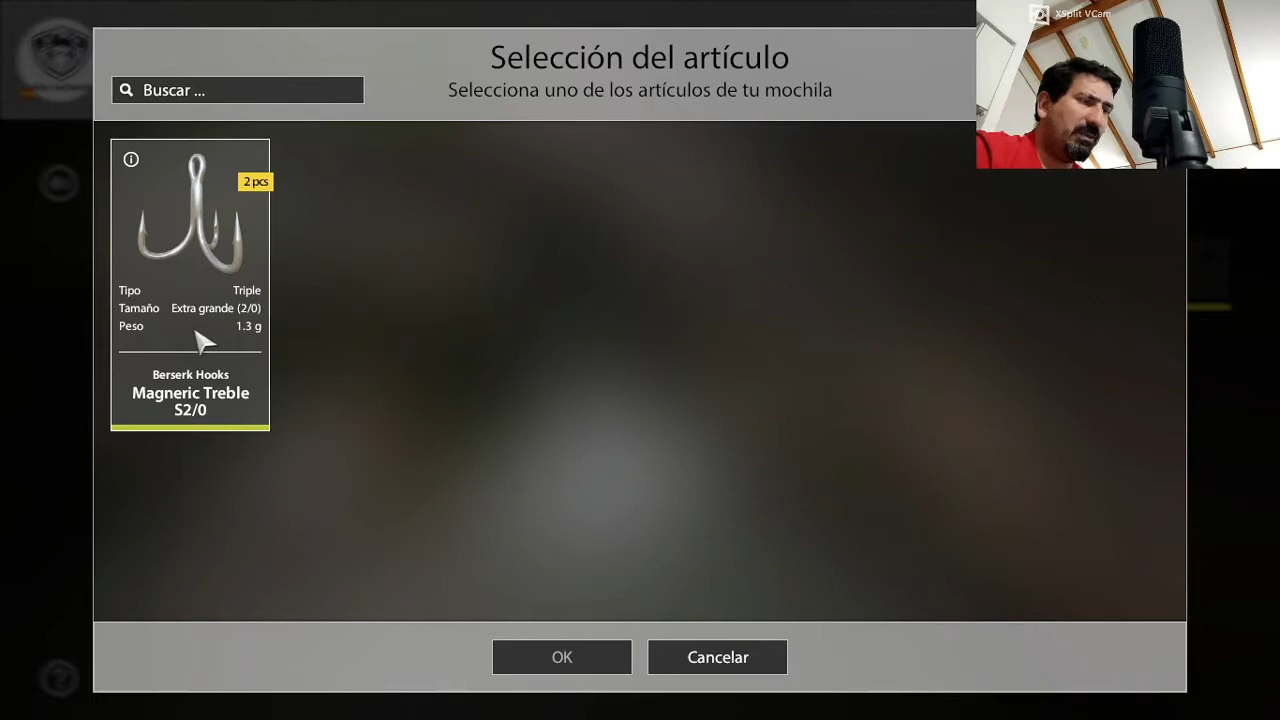 XSplit VCam
Selección del artículo
Buscar ...
Selecciona uno de los artículos de tu mochila
2 pcs
Tipo Triple
Tamaño Extra grande (2/0)
Peso 1.3 g
Berserk Hooks
Magneric Treble
S2/0
OK
Cancelar